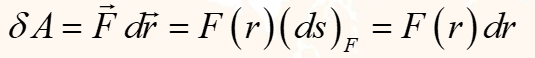 δA = F⃗ dr⃗ = F(r)(ds)_F = F(r)dr